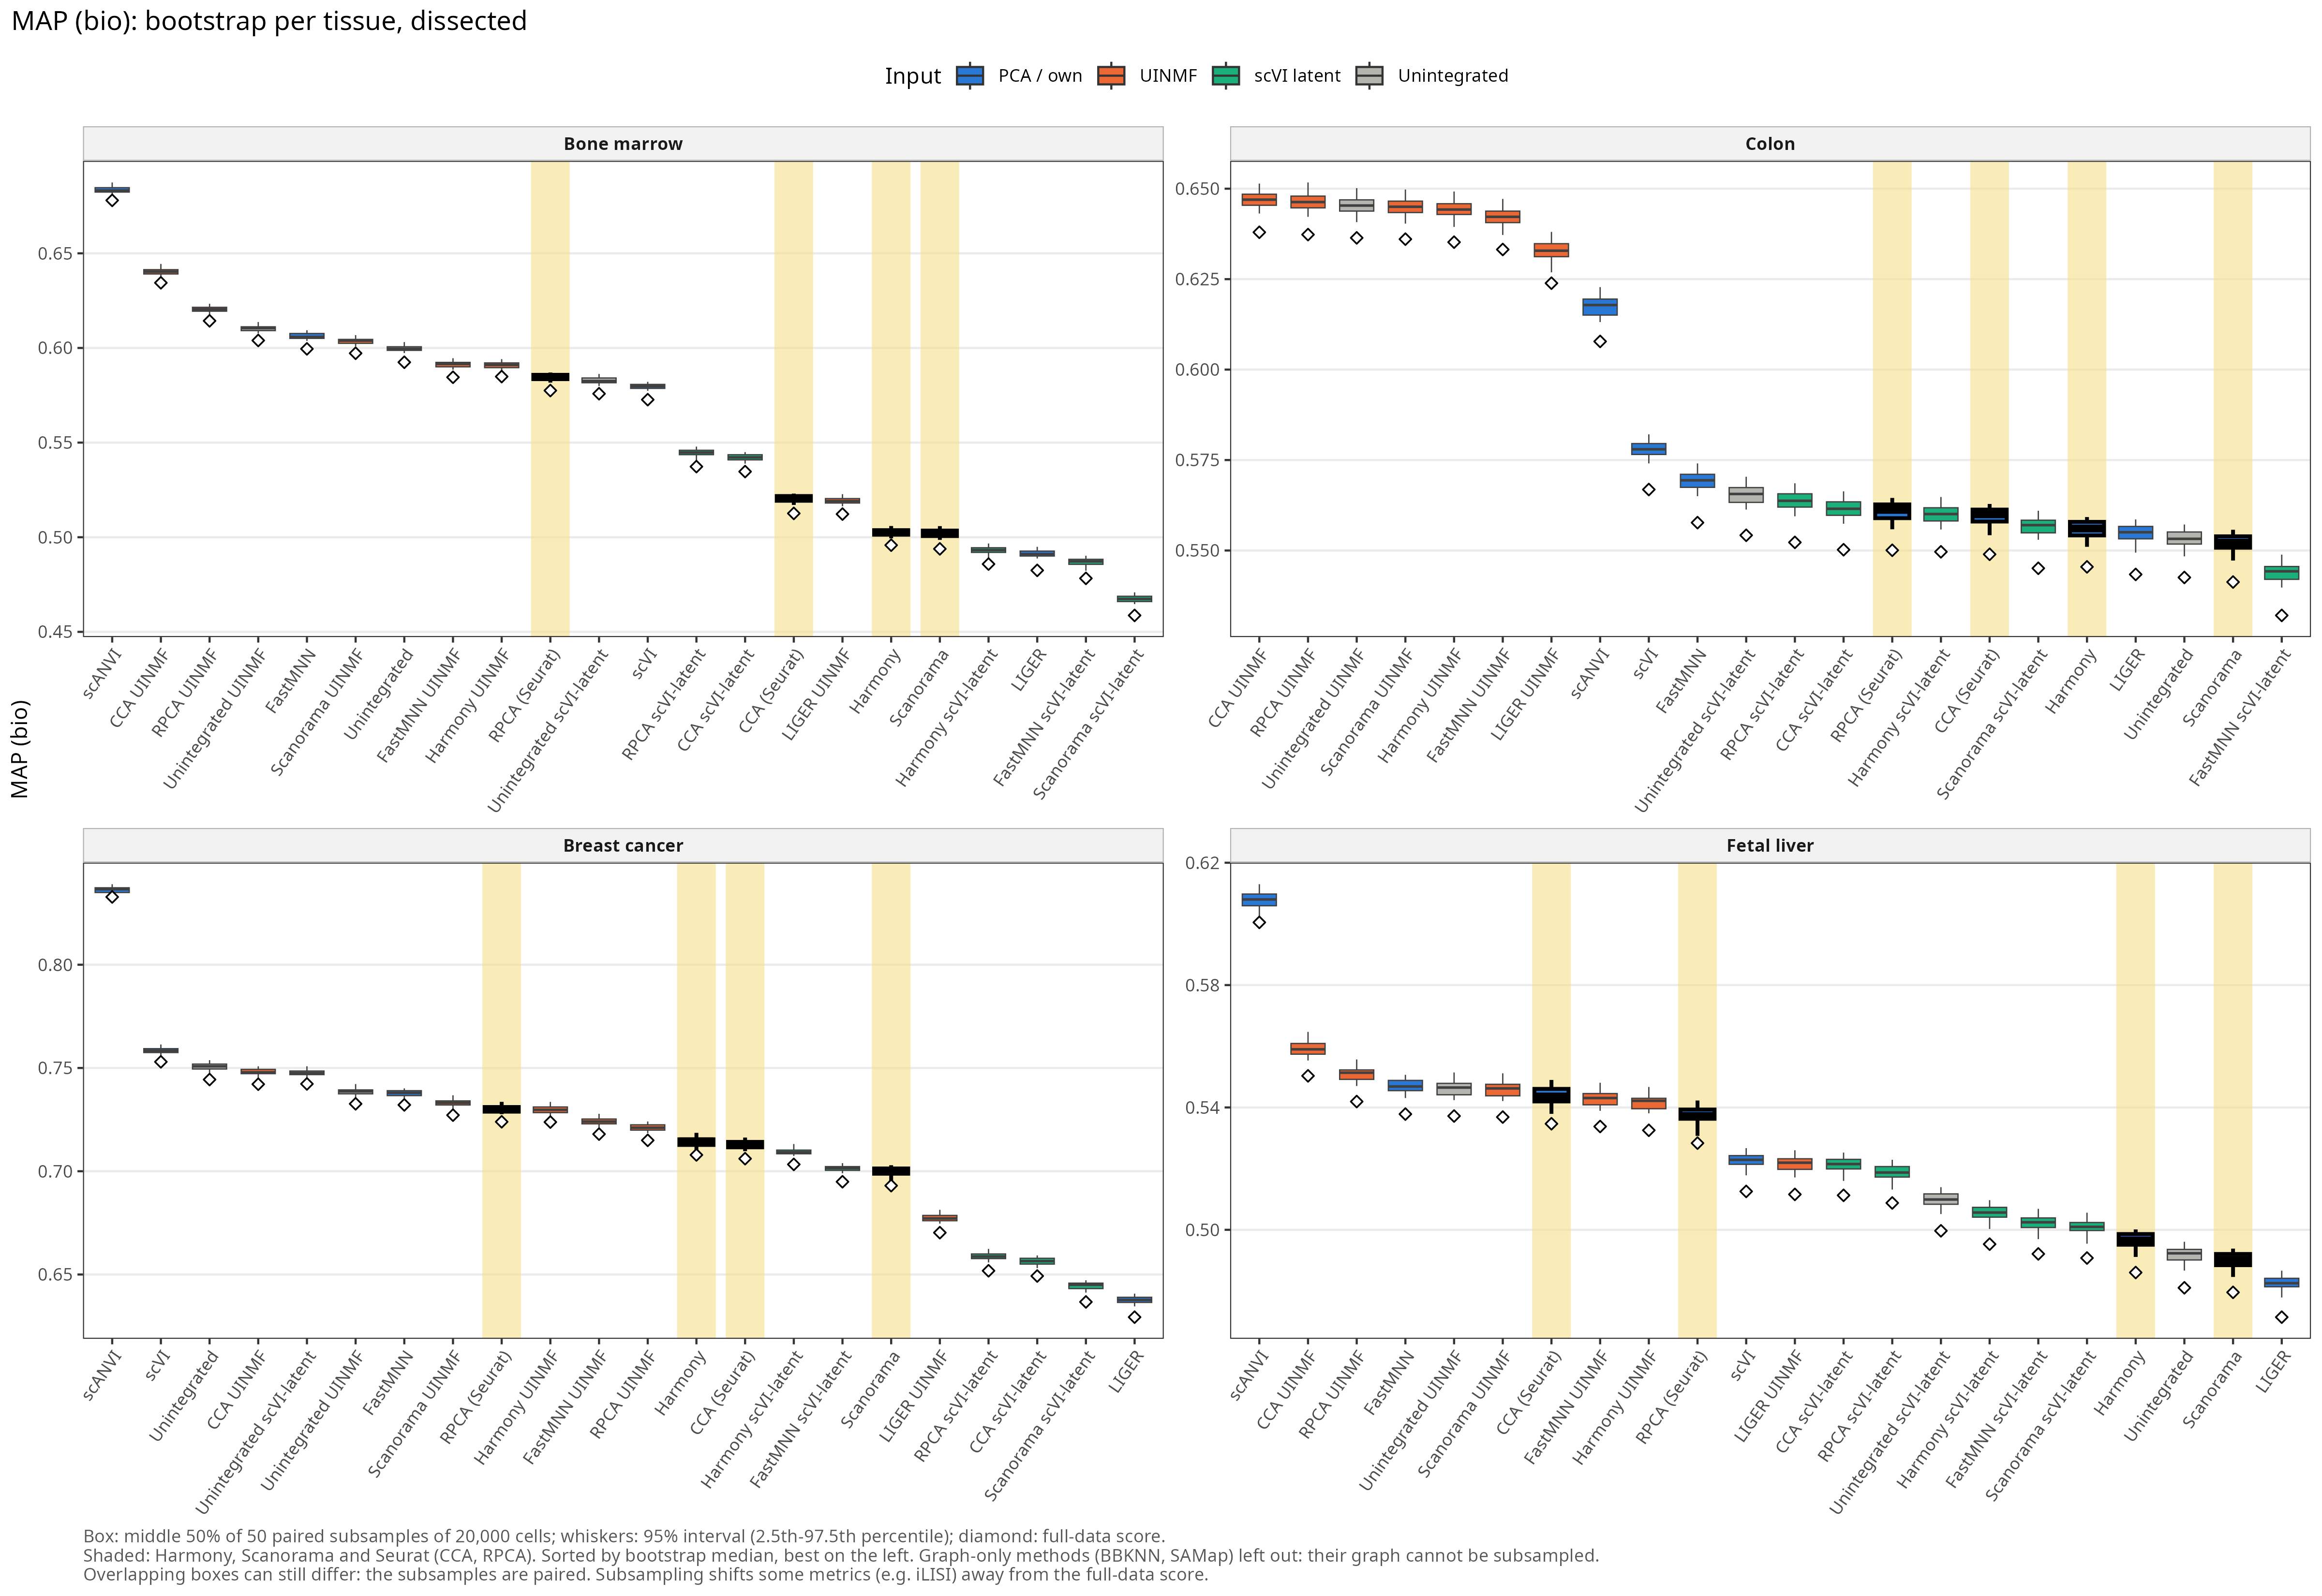 MAP (bio): bootstrap per tissue, dissected
Input PCA / own UINMF scVI latent Unintegrated
MAP (bio)
Bone marrow
0.65
0.60
0.55
0.50
0.45
scANVI
CCA UINMF
RPCA UINMF
Unintegrated UINMF
FastMNN
Scanorama UINMF
Unintegrated
FastMNN UINMF
Harmony UINMF
RPCA (Seurat)
Unintegrated scVI-latent
scVI
RPCA scVI-latent
CCA scVI-latent
CCA (Seurat)
LIGER UINMF
Harmony
Scanorama
Harmony scVI-latent
LIGER
FastMNN scVI-latent
Scanorama scVI-latent
Colon
0.650
0.625
0.600
0.575
0.550
CCA UINMF
RPCA UINMF
Unintegrated UINMF
Scanorama UINMF
Harmony UINMF
FastMNN UINMF
LIGER UINMF
scANVI
scVI
FastMNN
Unintegrated scVI-latent
RPCA scVI-latent
CCA scVI-latent
RPCA (Seurat)
Harmony scVI-latent
CCA (Seurat)
Scanorama scVI-latent
Harmony
LIGER
Unintegrated
Scanorama
FastMNN scVI-latent
Breast cancer
0.80
0.75
0.70
0.65
scANVI
scVI
Unintegrated
CCA UINMF
Unintegrated scVI-latent
Unintegrated UINMF
FastMNN
Scanorama UINMF
RPCA (Seurat)
Harmony UINMF
FastMNN UINMF
RPCA UINMF
Harmony
CCA (Seurat)
Harmony scVI-latent
FastMNN scVI-latent
Scanorama
LIGER UINMF
RPCA scVI-latent
CCA scVI-latent
Scanorama scVI-latent
LIGER
Fetal liver
0.62
0.58
0.54
0.50
scANVI
CCA UINMF
RPCA UINMF
FastMNN
Unintegrated UINMF
Scanorama UINMF
CCA (Seurat)
FastMNN UINMF
Harmony UINMF
RPCA (Seurat)
scVI
LIGER UINMF
CCA scVI-latent
RPCA scVI-latent
Unintegrated scVI-latent
Harmony scVI-latent
FastMNN scVI-latent
Scanorama scVI-latent
Harmony
Unintegrated
Scanorama
LIGER
Box: middle 50% of 50 paired subsamples of 20,000 cells; whiskers: 95% interval (2.5th-97.5th percentile); diamond: full-data score.
Shaded: Harmony, Scanorama and Seurat (CCA, RPCA). Sorted by bootstrap median, best on the left. Graph-only methods (BBKNN, SAMap) left out: their graph cannot be subsampled.
Overlapping boxes can still differ: the subsamples are paired. Subsampling shifts some metrics (e.g. iLISI) away from the full-data score.